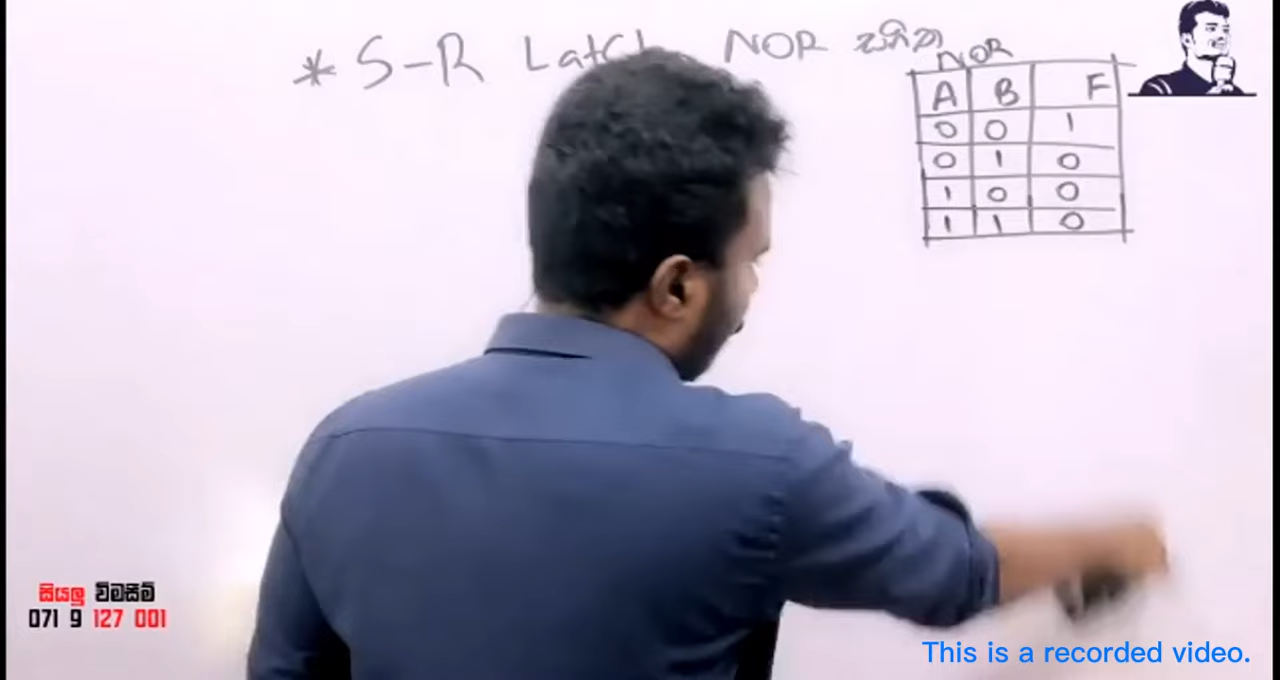 * S-R Latch NOR සහිත
NOR
A B F
0 0 1
0 1 0
1 0 0
1 1 0
සියලු විමසීම්
071 9 127 001
This is a recorded video.